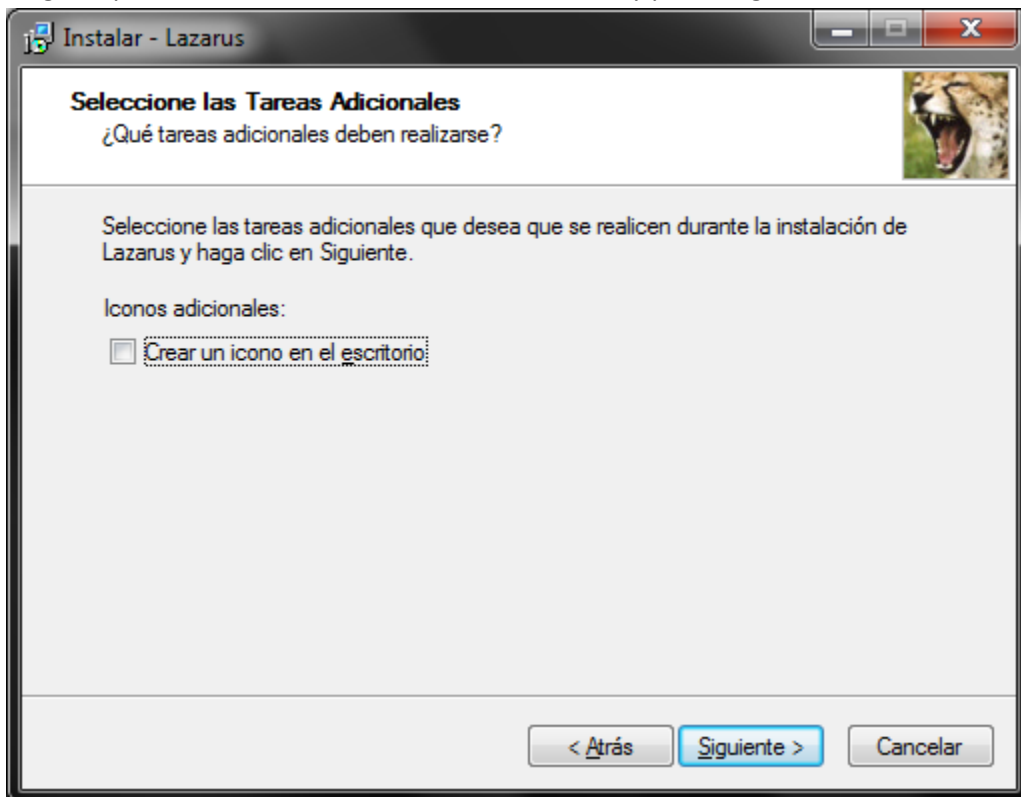 Instalar - Lazarus
Seleccione las Tareas Adicionales
¿Qué tareas adicionales deben realizarse?
Seleccione las tareas adicionales que desea que se realicen durante la instalación de
Lazarus y haga clic en Siguiente.
Iconos adicionales:
Crear un icono en el escritorio
< Atrás
Siguiente >
Cancelar